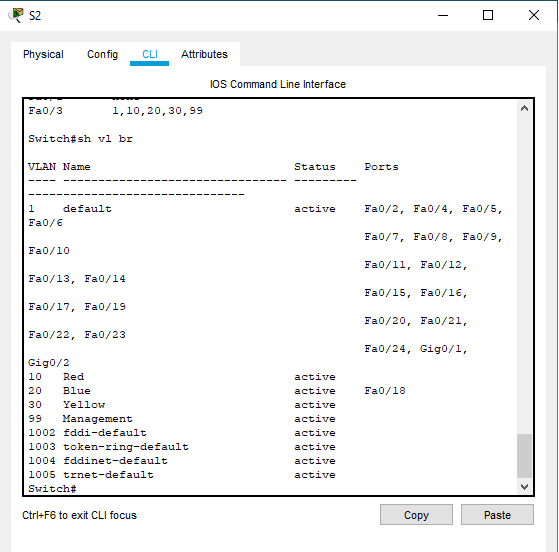 S2
Physical Config CLI Attributes
IOS Command Line Interface
Fa0/3 1,10,20,30,99
Switch#sh vl br
VLAN Name Status Ports
---- -------------------------------- ---------
-------------------------------
1 default active Fa0/2, Fa0/4, Fa0/5,
Fa0/6
Fa0/7, Fa0/8, Fa0/9,
Fa0/10
Fa0/11, Fa0/12,
Fa0/13, Fa0/14
Fa0/15, Fa0/16,
Fa0/17, Fa0/19
Fa0/20, Fa0/21,
Fa0/22, Fa0/23
Fa0/24, Gig0/1,
Gig0/2
10 Red active
20 Blue active Fa0/18
30 Yellow active
99 Management active
1002 fddi-default active
1003 token-ring-default active
1004 fddinet-default active
1005 trnet-default active
Switch#
Ctrl+F6 to exit CLI focus
Copy Paste